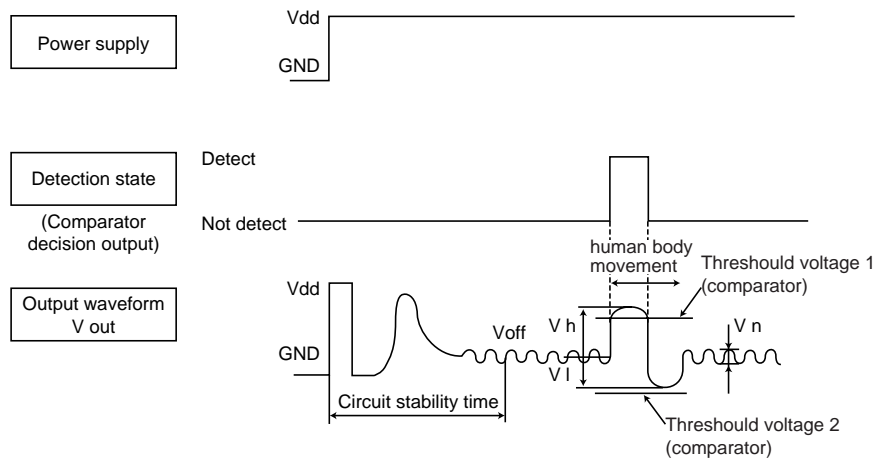 Vdd
Power supply
GND
Detect
Detection state
(Comparator
decision output)
Not detect
human body
movement
Threshould voltage 1
(comparator)
Vdd
Output waveform
V out
Voff
V h
V n
GND
V l
Circuit stability time
Threshould voltage 2
(comparator)